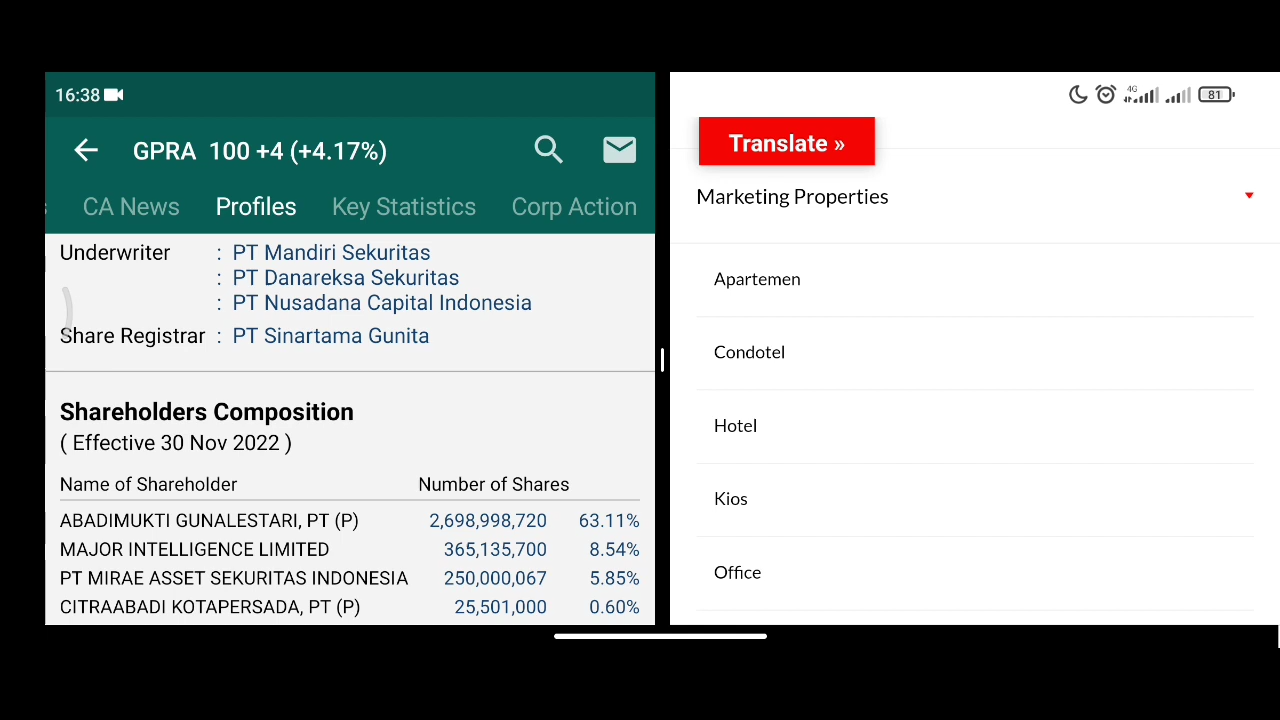 16:38
GPRA 100 +4 (+4.17%)
CA News Profiles Key Statistics Corp Action
Underwriter : PT Mandiri Sekuritas
: PT Danareksa Sekuritas
: PT Nusadana Capital Indonesia
Share Registrar : PT Sinartama Gunita
Shareholders Composition
( Effective 30 Nov 2022 )
Name of Shareholder Number of Shares
ABADIMUKTI GUNALESTARI, PT (P) 2,698,998,720 63.11%
MAJOR INTELLIGENCE LIMITED 365,135,700 8.54%
PT MIRAE ASSET SEKURITAS INDONESIA 250,000,067 5.85%
CITRAABADI KOTAPERSADA, PT (P) 25,501,000 0.60%
4G 81
Translate »
Marketing Properties
Apartemen
Condotel
Hotel
Kios
Office